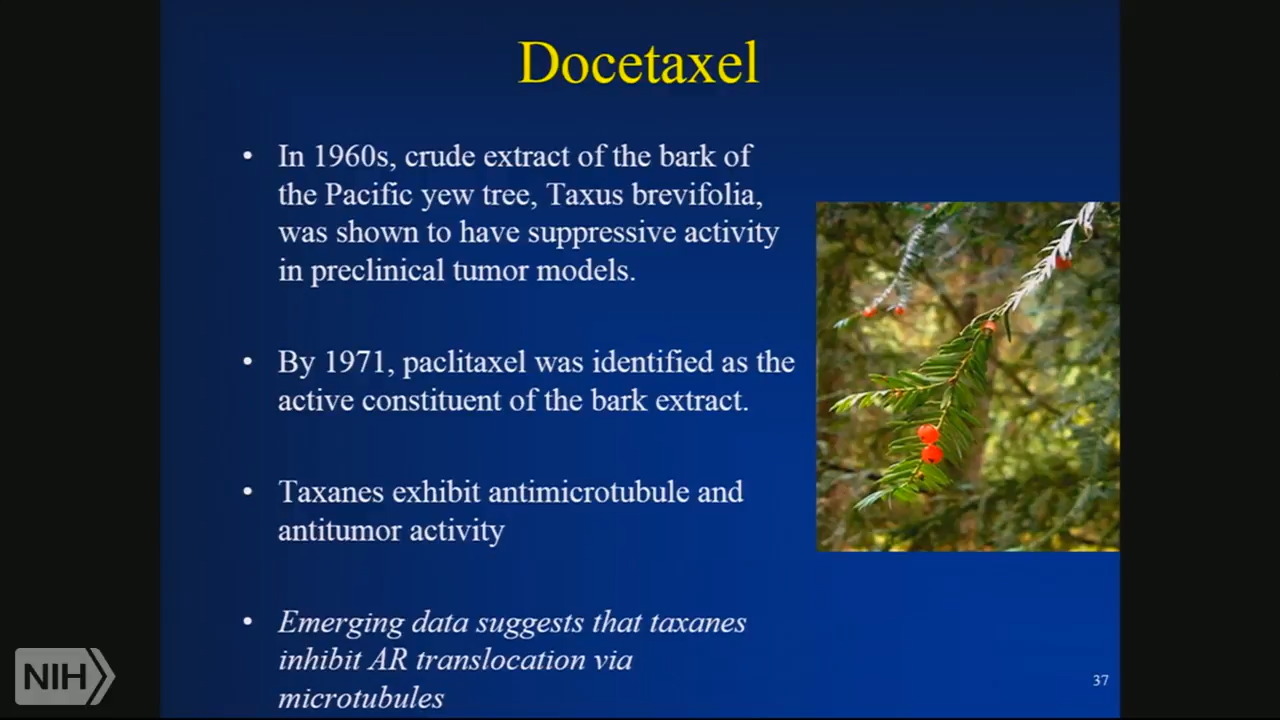 Docetaxel
• In 1960s, crude extract of the bark of
the Pacific yew tree, Taxus brevifolia,
was shown to have suppressive activity
in preclinical tumor models.
• By 1971, paclitaxel was identified as the
active constituent of the bark extract.
• Taxanes exhibit antimicrotubule and
antitumor activity
• Emerging data suggests that taxanes
inhibit AR translocation via
microtubules
NIH
37